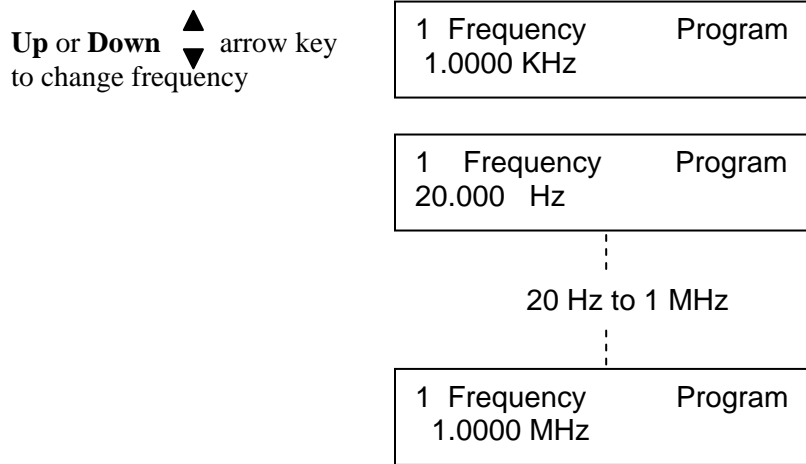 Up or Down arrow key
to change frequency
1 Frequency Program
1.0000 KHz
1 Frequency Program
20.000 Hz
20 Hz to 1 MHz
1 Frequency Program
1.0000 MHz